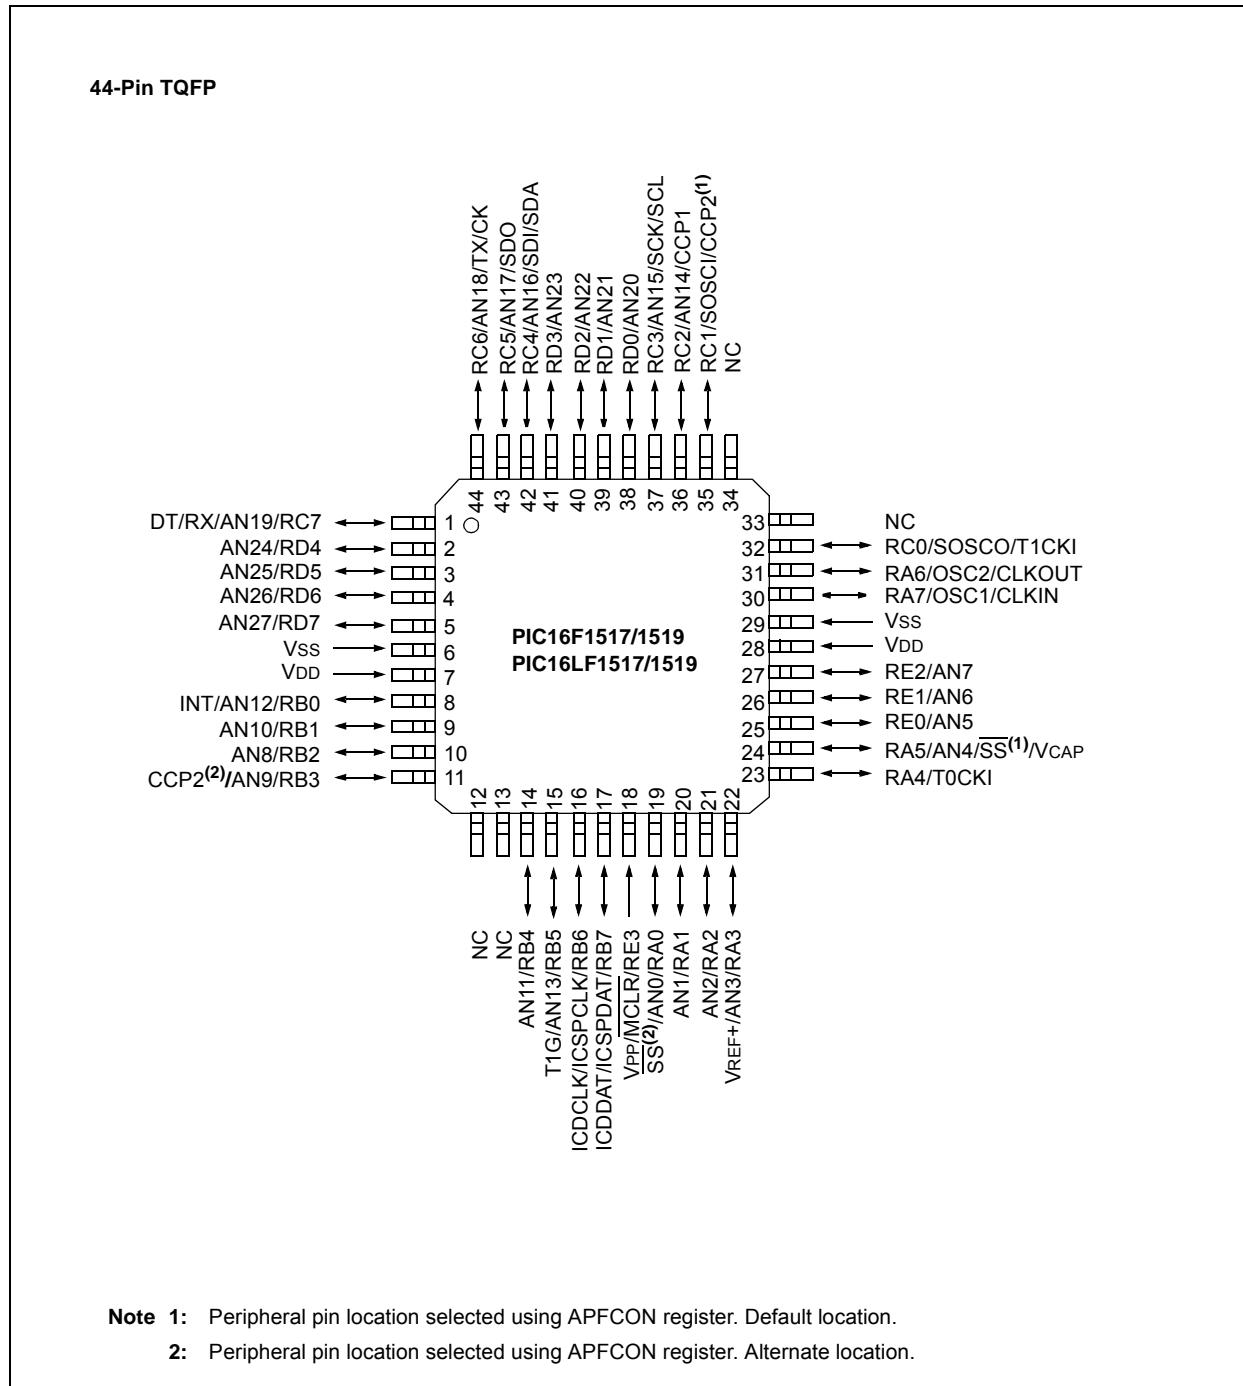 44-Pin TQFP
RC6/AN18/TX/CK
RC5/AN17/SDO
RC4/AN16/SDI/SDA
RD3/AN23
RD2/AN22
RD1/AN21
RD0/AN20
RC3/AN15/SCK/SCL
RC2/AN14/CCP1
RC1/SOSCI/CCP2(1)
NC
44 43 42 41 40 39 38 37 36 35 34
DT/RX/AN19/RC7 1
AN24/RD4 2
AN25/RD5 3
AN26/RD6 4
AN27/RD7 5
VSS 6
VDD 7
INT/AN12/RB0 8
AN10/RB1 9
AN8/RB2 10
CCP2(2)/AN9/RB3 11
PIC16F1517/1519
PIC16LF1517/1519
33 NC
32 RC0/SOSCO/T1CKI
31 RA6/OSC2/CLKOUT
30 RA7/OSC1/CLKIN
29 VSS
28 VDD
27 RE2/AN7
26 RE1/AN6
25 RE0/AN5
24 RA5/AN4/SS(1)/VCAP
23 RA4/T0CKI
12 13 14 15 16 17 18 19 20 21 22
NC
NC
AN11/RB4
T1G/AN13/RB5
ICDCLK/ICSPCLK/RB6
ICDDAT/ICSPDAT/RB7
VPP/MCLR/RE3
SS(2)/AN0/RA0
AN1/RA1
AN2/RA2
VREF+/AN3/RA3
Note 1: Peripheral pin location selected using APFCON register. Default location.
2: Peripheral pin location selected using APFCON register. Alternate location.